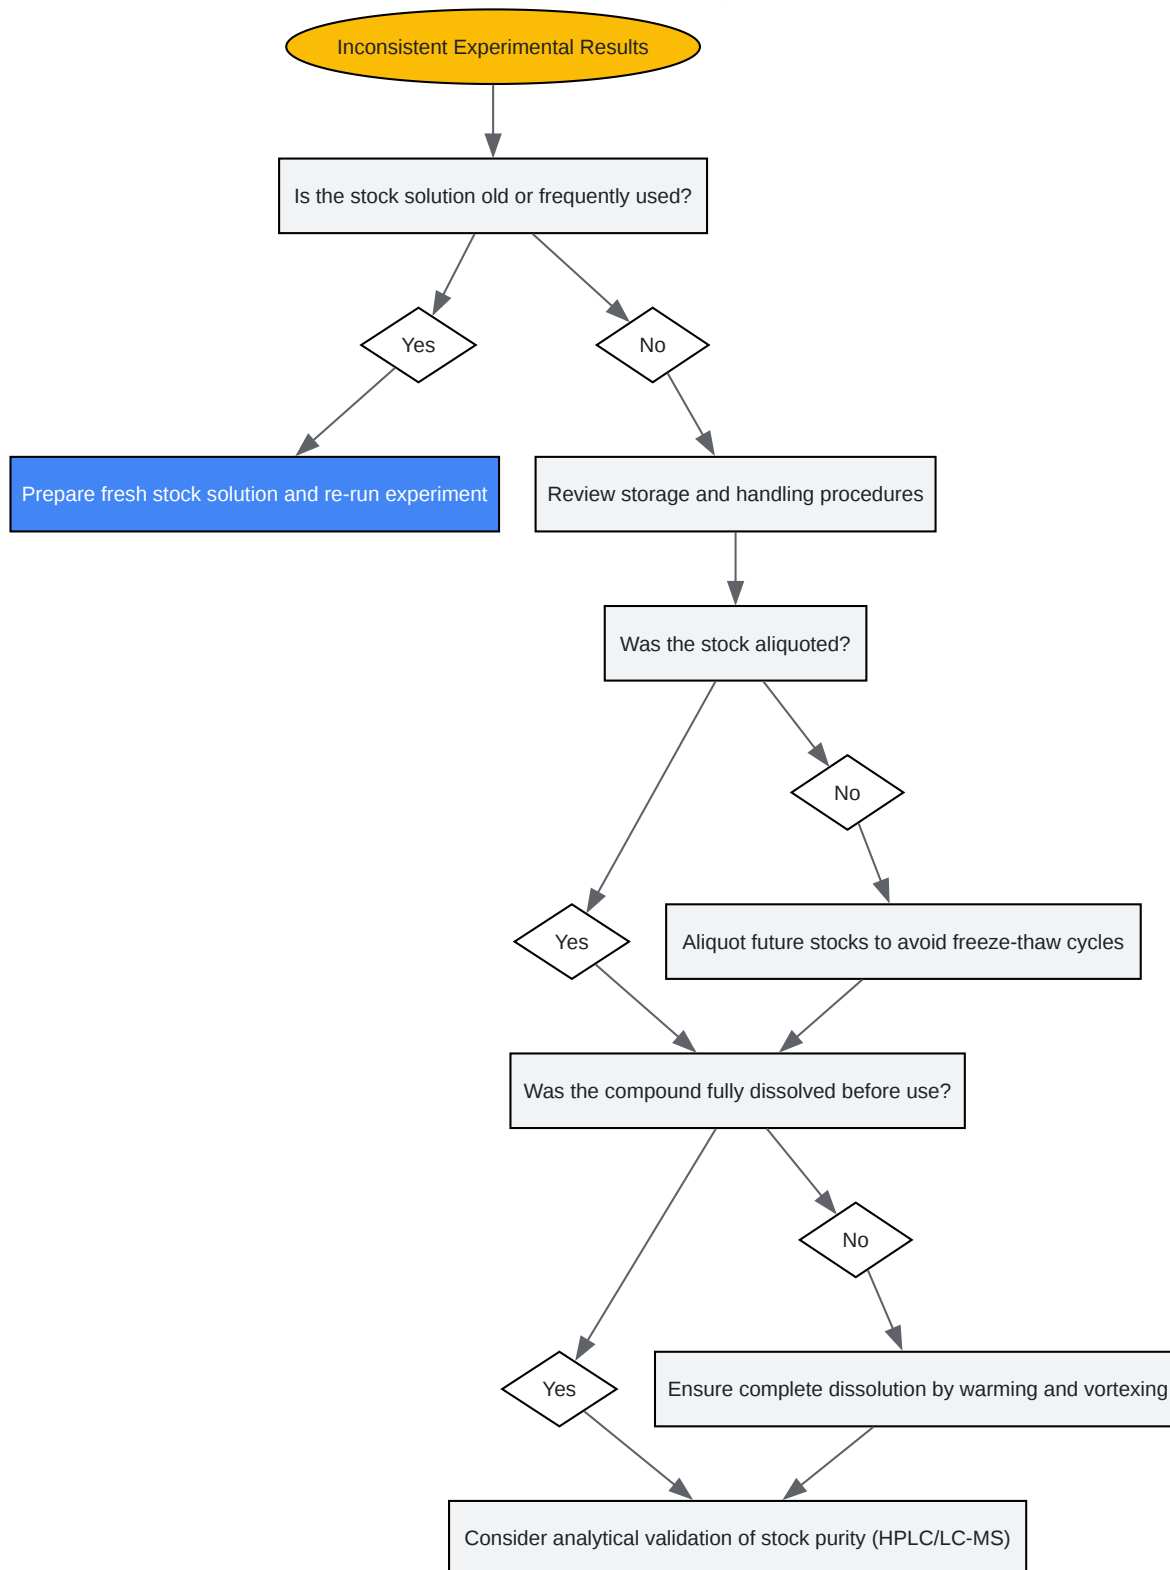 Inconsistent Experimental Results
Is the stock solution old or frequently used?
Yes
No
Prepare fresh stock solution and re-run experiment
Review storage and handling procedures
Was the stock aliquoted?
No
Yes
Aliquot future stocks to avoid freeze-thaw cycles
Was the compound fully dissolved before use?
No
Yes
Ensure complete dissolution by warming and vortexing
Consider analytical validation of stock purity (HPLC/LC-MS)